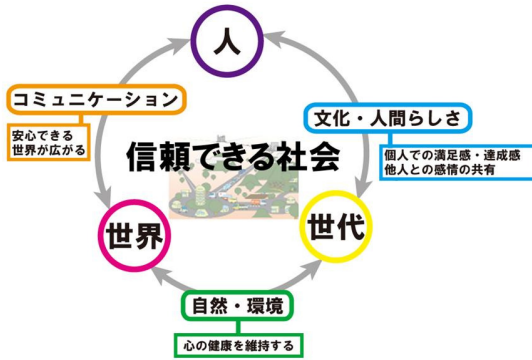 人
コミュニケーション
安心できる
世界が広がる
文化・人間らしさ
個人での満足感・達成感
他人との感情の共有
信頼できる社会
世界
世代
自然・環境
心の健康を維持する